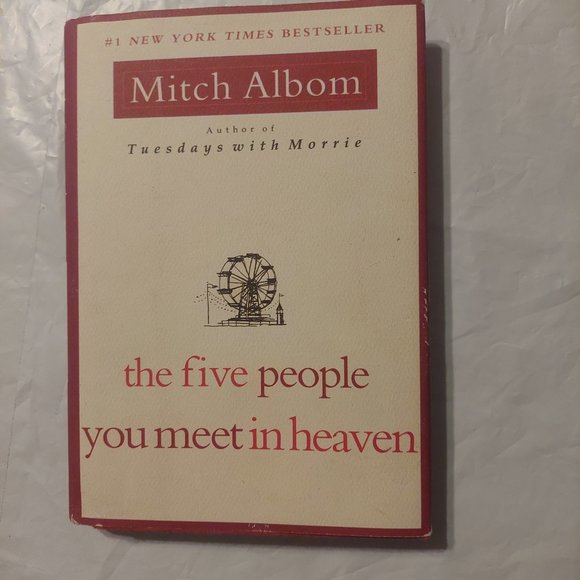 #1 NEW YORK TIMES BESTSELLER
Mitch Albom
Author of
Tuesdays with Morrie
the five people
you meet in heaven